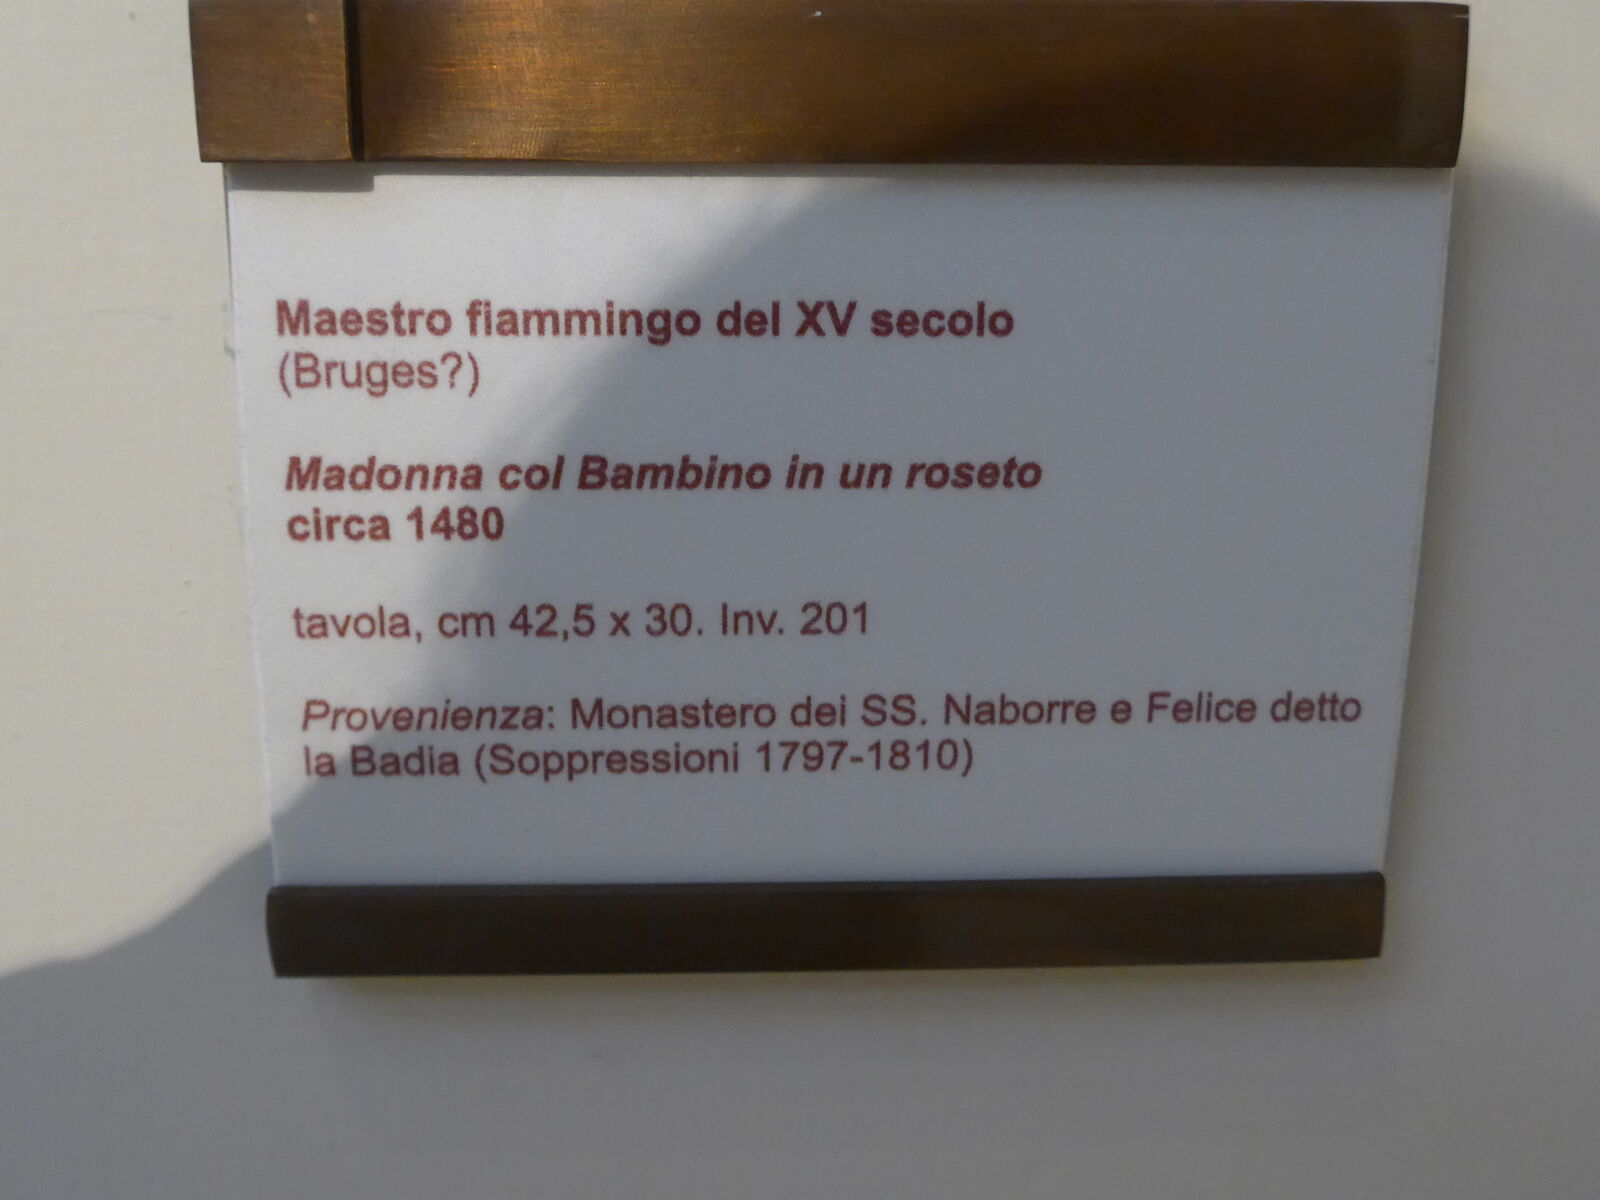 Maestro fiammingo del XV secolo
(Bruges?)
Madonna col Bambino in un roseto
circa 1480
tavola, cm 42,5 x 30. Inv. 201
Provenienza: Monastero dei SS. Naborre e Felice detto
la Badia (Soppressioni 1797-1810)